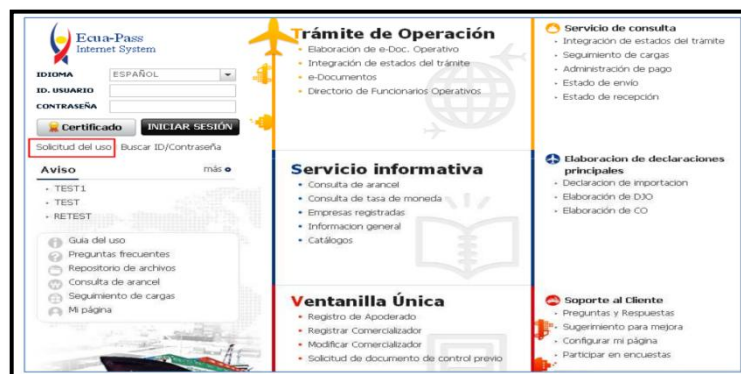 Ecua-Pass
Internet System
IDIOMA ESPAÑOL
ID. USUARIO
CONTRASEÑA
Certificado INICIAR SESIÓN
Solicitud del uso Buscar ID/Contraseña
Aviso más
TEST1
TEST
RETEST
Guia del uso
Preguntas frecuentes
Repositorio de archivos
Consulta de arancel
Seguimiento de cargas
Mi página
Trámite de Operación
Elaboración de e-Doc. Operativo
Integración de estados del trámite
e-Documentos
Directorio de Funcionarios Operativos
Servicio informativa
Consulta de arancel
Consulta de tasa de moneda
Empresas registradas
Informacion general
Catálogos
Ventanilla Única
Registro de Apoderado
Registrar Comercializador
Modificar Comercializador
Solicitud de documento de control previo
Servicio de consulta
Integración de estados del trámite
Seguimiento de cargas
Administración de pago
Estado de envío
Estado de recepción
Elaboracion de declaraciones
principales
Declaracion de importacion
Elaboración de DJO
Elaboración de CO
Soporte al Cliente
Preguntas y Respuestas
Sugerimiento para mejora
Configurar mi página
Participar en encuestas